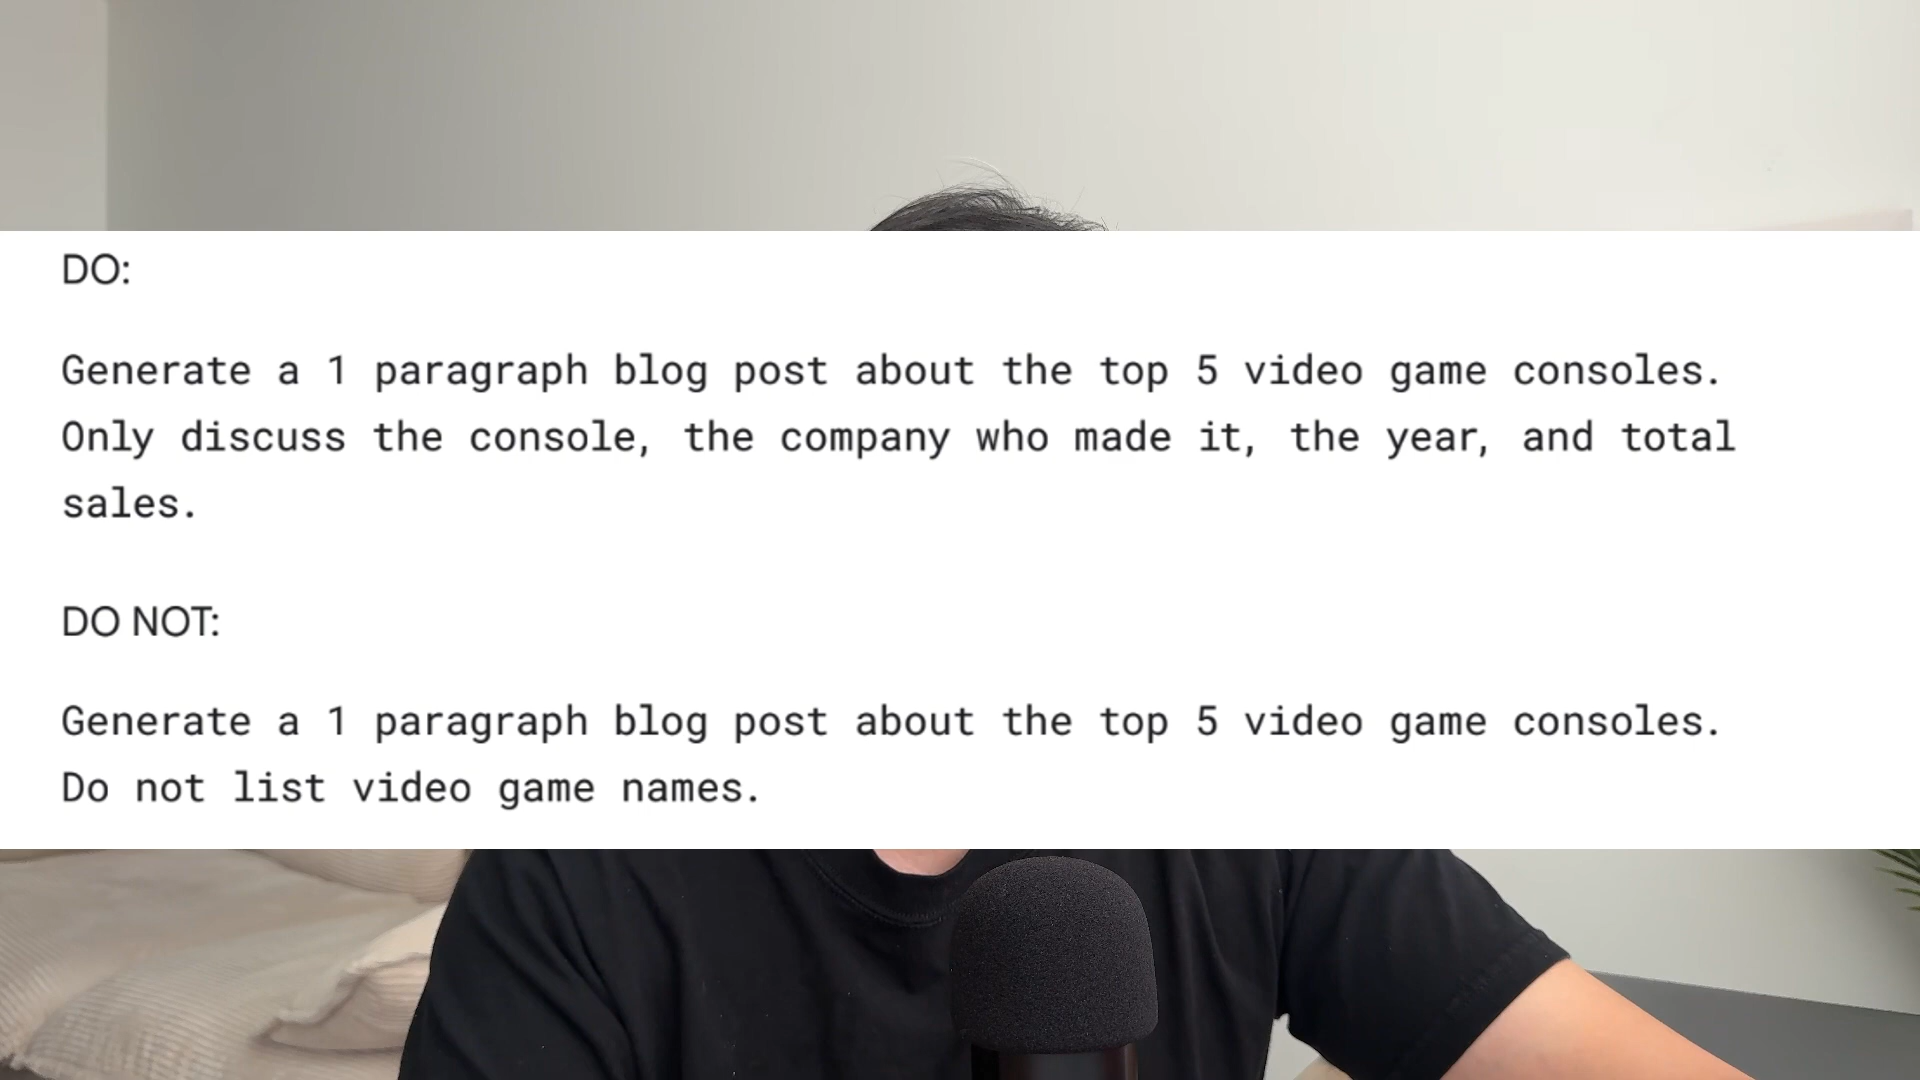 DO:
Generate a 1 paragraph blog post about the top 5 video game consoles.
Only discuss the console, the company who made it, the year, and total
sales.
DO NOT:
Generate a 1 paragraph blog post about the top 5 video game consoles.
Do not list video game names.